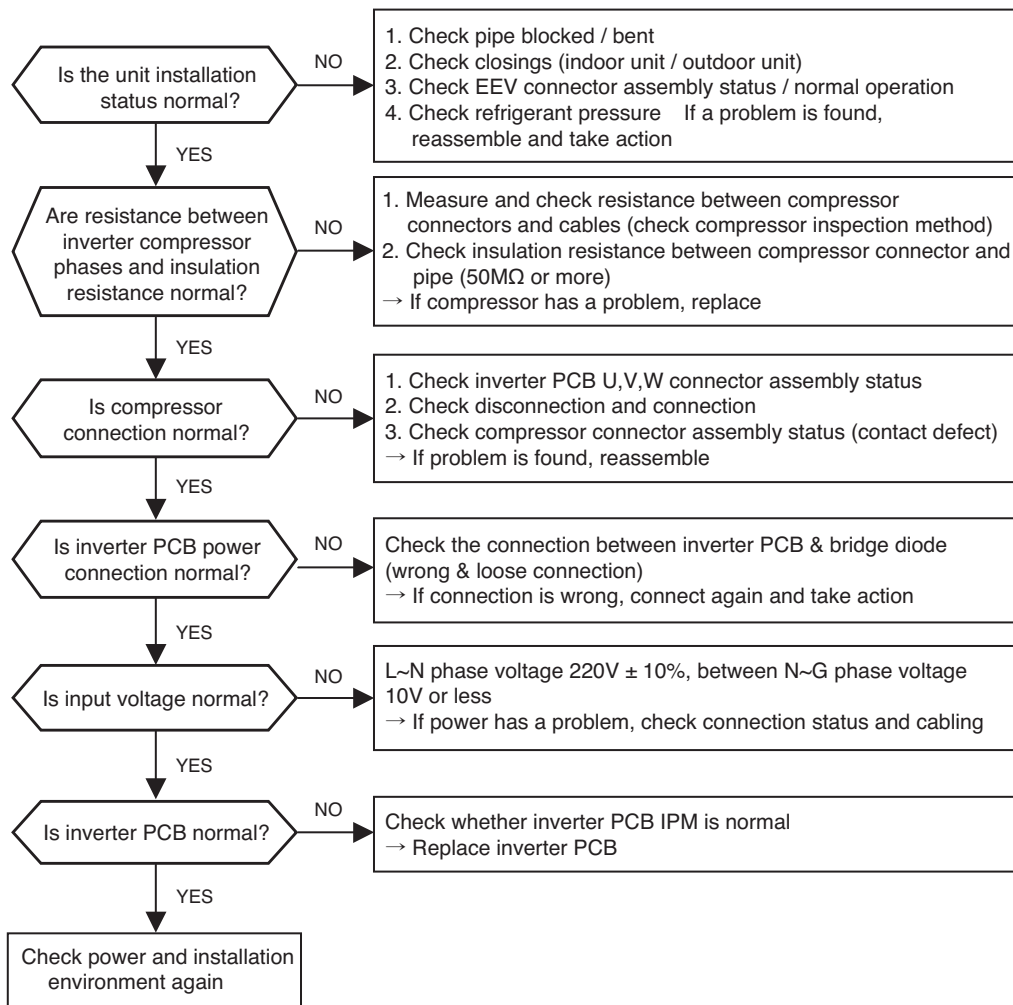 Is the unit installation
status normal?
NO
1. Check pipe blocked / bent
2. Check closings (indoor unit / outdoor unit)
3. Check EEV connector assembly status / normal operation
4. Check refrigerant pressure If a problem is found,
reassemble and take action
YES
Are resistance between
inverter compressor
phases and insulation
resistance normal?
NO
1. Measure and check resistance between compressor
connectors and cables (check compressor inspection method)
2. Check insulation resistance between compressor connector and
pipe (50MΩ or more)
→ If compressor has a problem, replace
YES
Is compressor
connection normal?
NO
1. Check inverter PCB U,V,W connector assembly status
2. Check disconnection and connection
3. Check compressor connector assembly status (contact defect)
→ If problem is found, reassemble
YES
Is inverter PCB power
connection normal?
NO
Check the connection between inverter PCB & bridge diode
(wrong & loose connection)
→ If connection is wrong, connect again and take action
YES
Is input voltage normal?
NO
L~N phase voltage 220V ± 10%, between N~G phase voltage
10V or less
→ If power has a problem, check connection status and cabling
YES
Is inverter PCB normal?
NO
Check whether inverter PCB IPM is normal
→ Replace inverter PCB
YES
Check power and installation
environment again